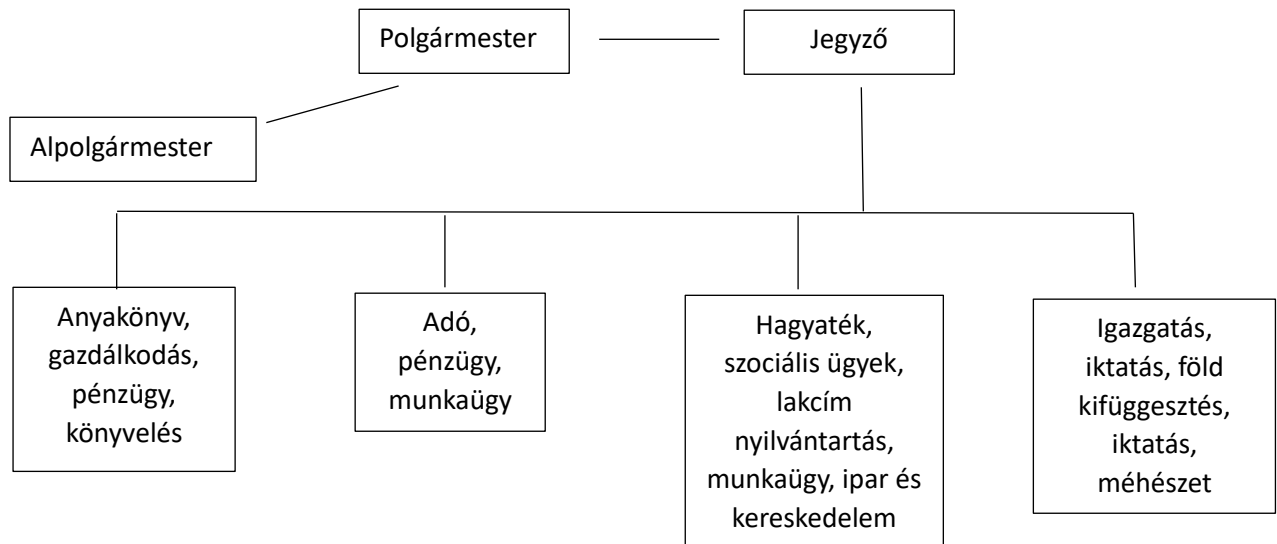 Polgármester
Jegyző
Alpolgármester
Anyakönyv,
gazdálkodás,
pénzügy,
könyvelés
Adó,
pénzügy,
munkaügy
Hagyaték,
szociális ügyek,
lakcím
nyilvántartás,
munkaügy, ipar és
kereskedelem
Igazgatás,
iktatás, föld
kifüggesztés,
iktatás,
méhészet